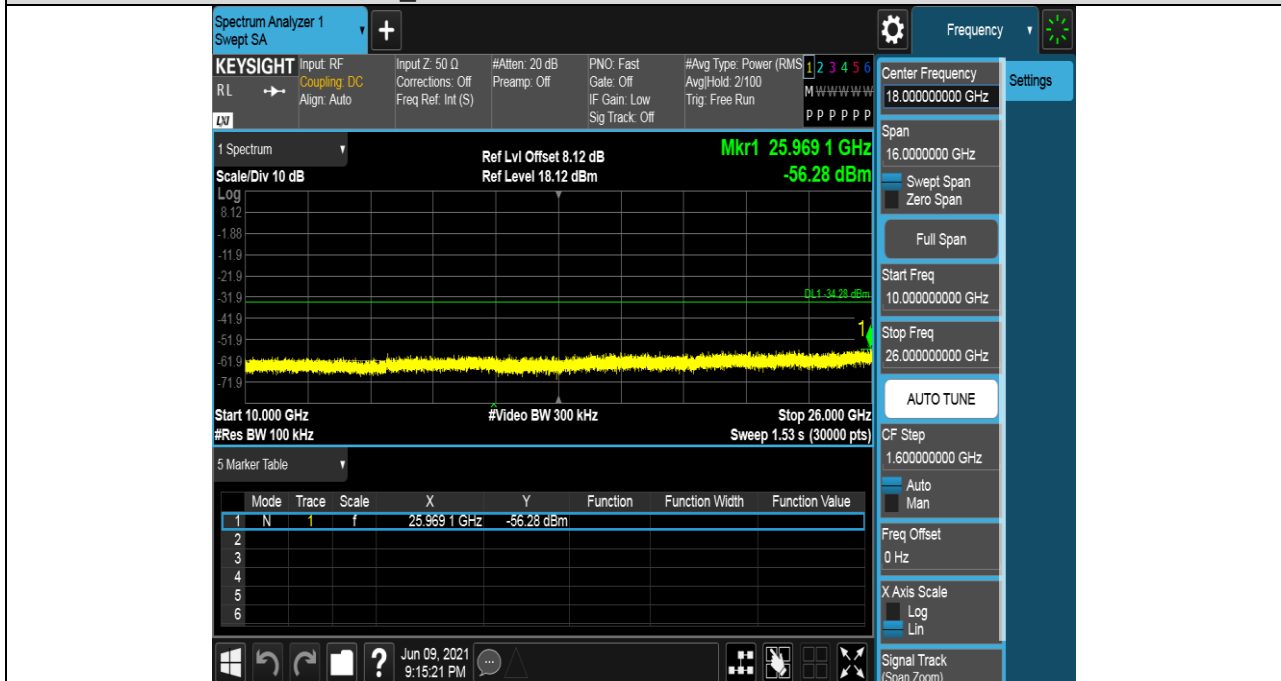 Spectrum Analyzer 1
Swept SA
+
Frequency
KEYSIGHT
RL
LXI
Input: RF
Coupling: DC
Align: Auto
Input Z: 50 Ω
Corrections: Off
Freq Ref: Int (S)
#Atten: 20 dB
Preamp: Off
PNO: Fast
Gate: Off
IF Gain: Low
Sig Track: Off
#Avg Type: Power (RMS
Avg|Hold: 2/100
Trig: Free Run
1 2 3 4 5 6
M W W W W W
P P P P P P
1 Spectrum
Scale/Div 10 dB
Ref Lvl Offset 8.12 dB
Ref Level 18.12 dBm
Mkr1 25.969 1 GHz
-56.28 dBm
Log
8.12
-1.88
-11.9
-21.9
-31.9
-41.9
-51.9
-61.9
-71.9
DL1 -34.28 dBm
1
Start 10.000 GHz
#Video BW 300 kHz
Stop 26.000 GHz
#Res BW 100 kHz
Sweep 1.53 s (30000 pts)
5 Marker Table
Mode Trace Scale X Y Function Function Width Function Value
1 N 1 f 25.969 1 GHz -56.28 dBm
2
3
4
5
6
?
Jun 09, 2021
9:15:21 PM
Center Frequency
18.000000000 GHz
Span
16.0000000 GHz
Swept Span
Zero Span
Full Span
Start Freq
10.000000000 GHz
Stop Freq
26.000000000 GHz
AUTO TUNE
CF Step
1.600000000 GHz
Auto
Man
Freq Offset
0 Hz
X Axis Scale
Log
Lin
Signal Track
(Span Zoom)
Settings